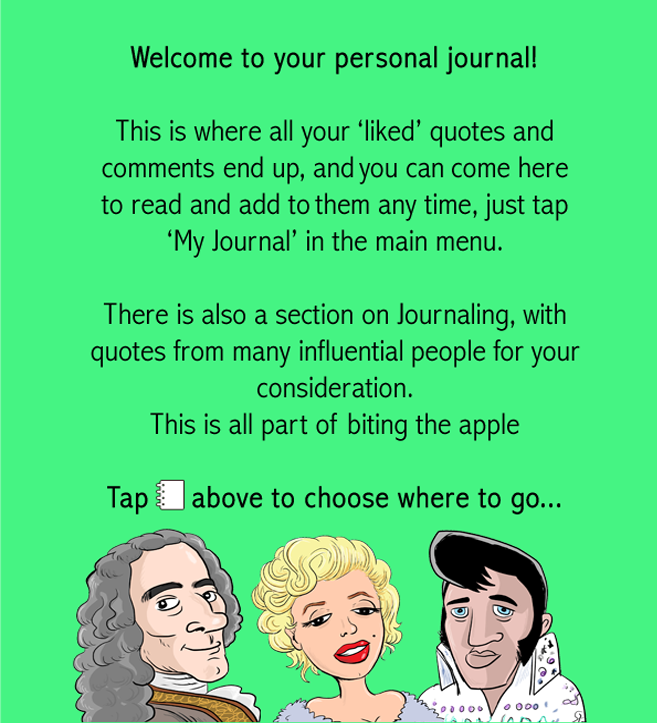 Welcome to your personal journal!
This is where all your ‘liked’ quotes and
comments end up, and you can come here
to read and add to them any time, just tap
‘My Journal’ in the main menu.
There is also a section on Journaling, with
quotes from many influential people for your
consideration.
This is all part of biting the apple
Tap above to choose where to go...